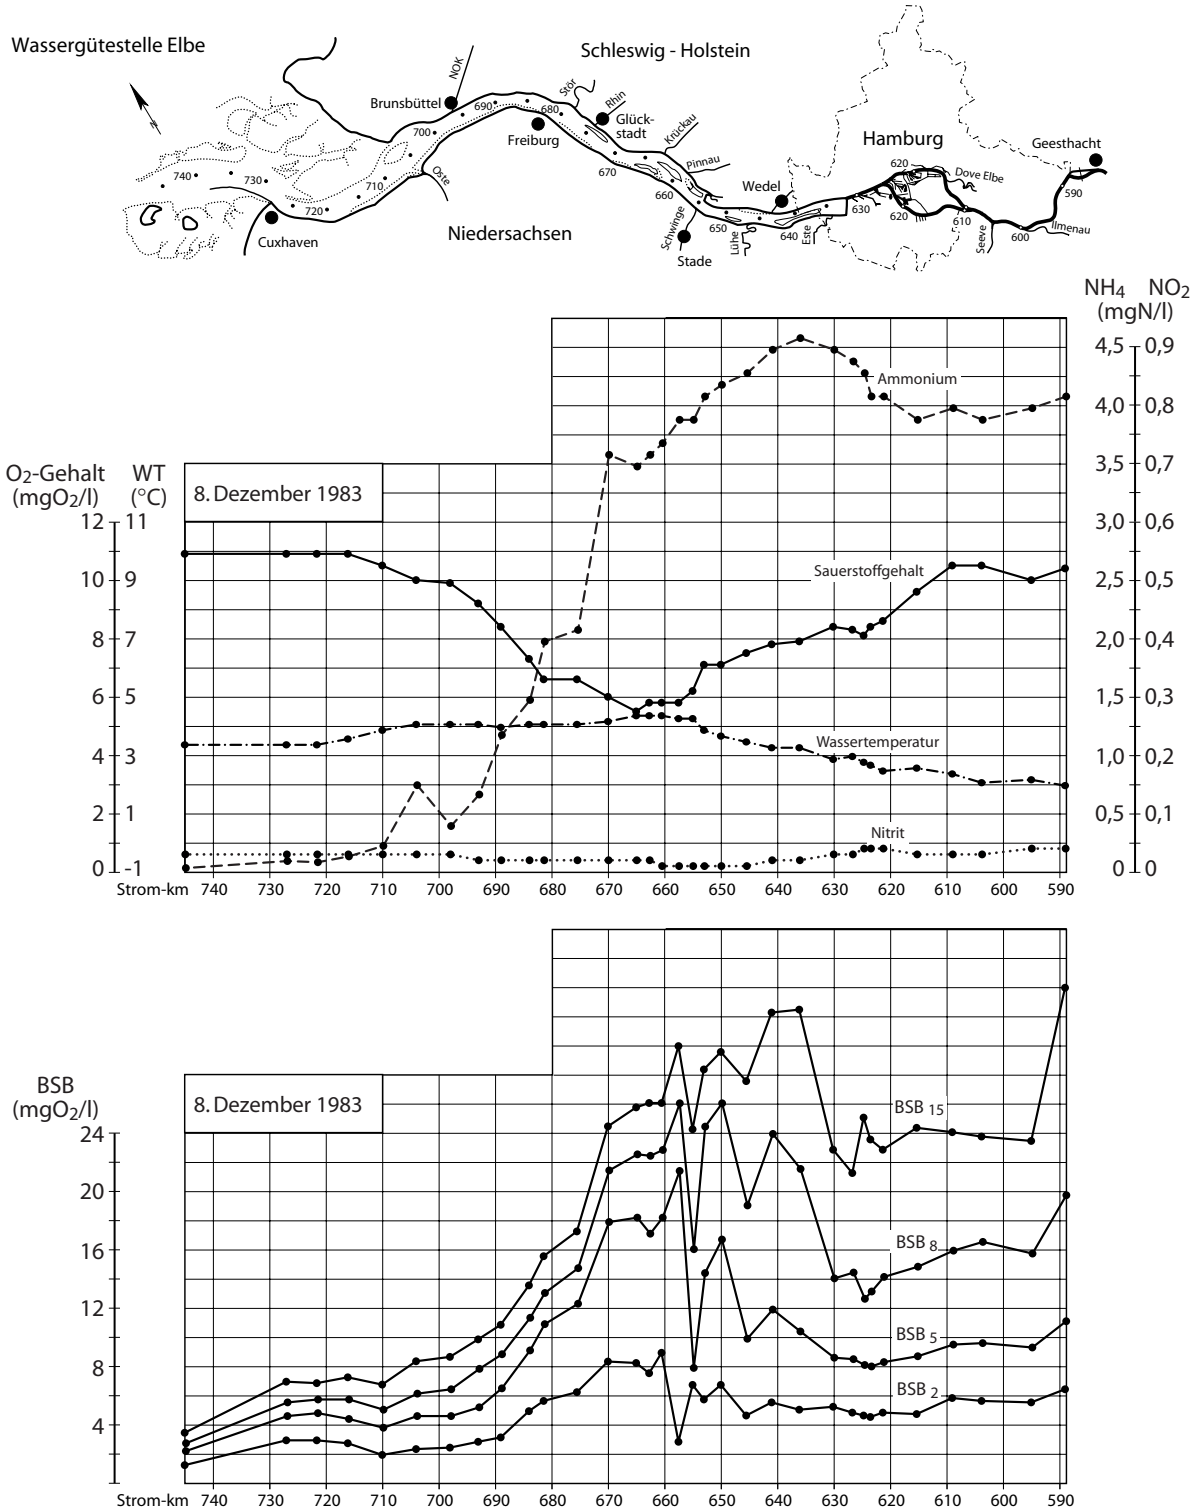 Wassergütestelle Elbe
Schleswig - Holstein
N
NOK
Brunsbüttel
Stör
Rhin
Glück-
stadt
Krückau
Pinnau
Freiburg
Oste
Hamburg
Geesthacht
Wedel
Dove Elbe
Cuxhaven
Niedersachsen
Schwinge
Stade
Lühe
Este
Seeve
Ilmenau
740
730
720
710
700
690
680
670
660
650
640
630
620
620
610
600
590
NH4 NO2
(mgN/l)
4,5 0,9
4,0 0,8
3,5 0,7
3,0 0,6
2,5 0,5
2,0 0,4
1,5 0,3
1,0 0,2
0,5 0,1
0 0
O2-Gehalt WT
(mgO2/l) (°C)
12 11
10 9
8 7
6 5
4 3
2 1
0 -1
8. Dezember 1983
Ammonium
Sauerstoffgehalt
Wassertemperatur
Nitrit
Strom-km 740 730 720 710 700 690 680 670 660 650 640 630 620 610 600 590
BSB
(mgO2/l)
24
20
16
12
8
4
8. Dezember 1983
BSB 15
BSB 8
BSB 5
BSB 2
Strom-km 740 730 720 710 700 690 680 670 660 650 640 630 620 610 600 590